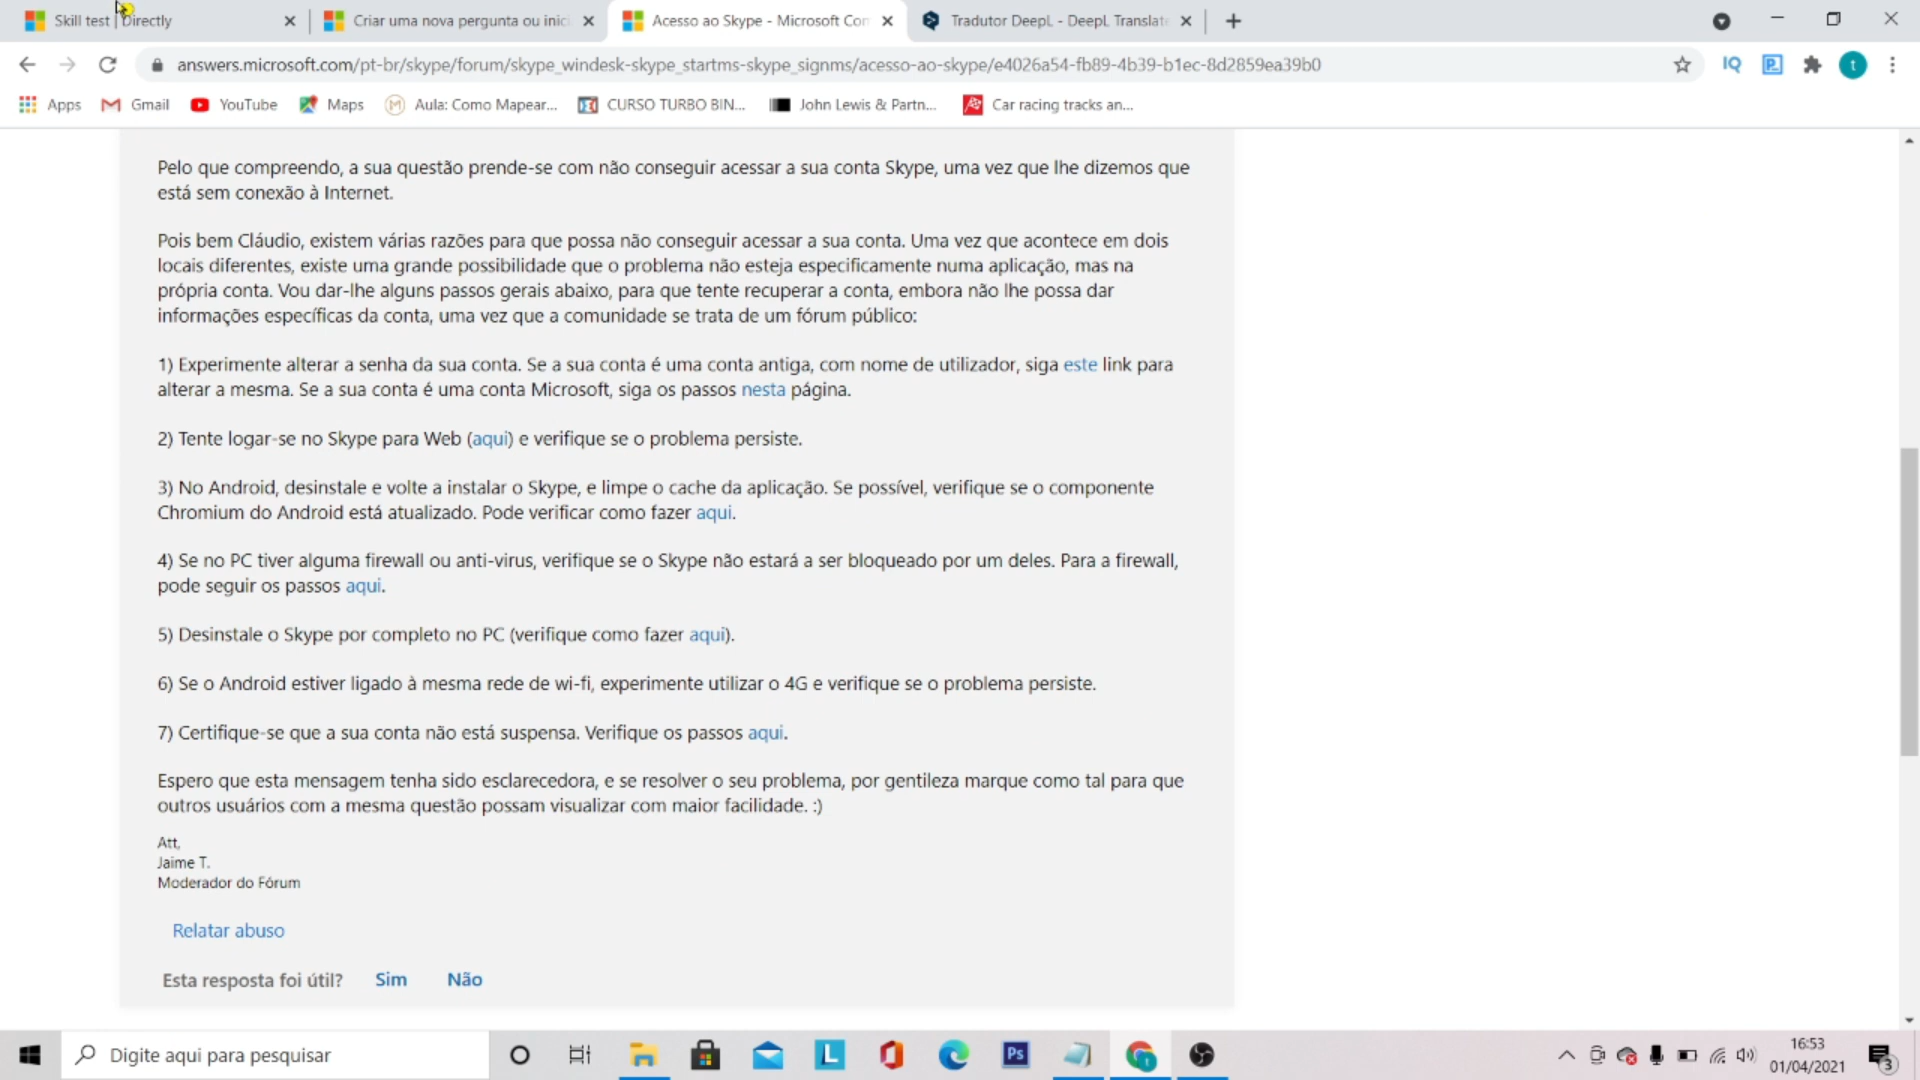 Skill test | Directly
Criar uma nova pergunta ou inic
Acesso ao Skype - Microsoft Con
Tradutor DeepL - DeepL Translate
answers.microsoft.com/pt-br/skype/forum/skype_windesk-skype_startms-skype_signms/acesso-ao-skype/e4026a54-fb89-4b39-b1ec-8d2859ea39b0
IQ
t
Apps
Gmail
YouTube
Maps
Aula: Como Mapear...
CURSO TURBO BIN...
John Lewis & Partn...
Car racing tracks an...
Pelo que compreendo, a sua questão prende-se com não conseguir acessar a sua conta Skype, uma vez que lhe dizemos que
está sem conexão à Internet.
Pois bem Cláudio, existem várias razões para que possa não conseguir acessar a sua conta. Uma vez que acontece em dois
locais diferentes, existe uma grande possibilidade que o problema não esteja especificamente numa aplicação, mas na
própria conta. Vou dar-lhe alguns passos gerais abaixo, para que tente recuperar a conta, embora não lhe possa dar
informações específicas da conta, uma vez que a comunidade se trata de um fórum público:
1) Experimente alterar a senha da sua conta. Se a sua conta é uma conta antiga, com nome de utilizador, siga este link para
alterar a mesma. Se a sua conta é uma conta Microsoft, siga os passos nesta página.
2) Tente logar-se no Skype para Web (aqui) e verifique se o problema persiste.
3) No Android, desinstale e volte a instalar o Skype, e limpe o cache da aplicação. Se possível, verifique se o componente
Chromium do Android está atualizado. Pode verificar como fazer aqui.
4) Se no PC tiver alguma firewall ou anti-virus, verifique se o Skype não estará a ser bloqueado por um deles. Para a firewall,
pode seguir os passos aqui.
5) Desinstale o Skype por completo no PC (verifique como fazer aqui).
6) Se o Android estiver ligado à mesma rede de wi-fi, experimente utilizar o 4G e verifique se o problema persiste.
7) Certifique-se que a sua conta não está suspensa. Verifique os passos aqui.
Espero que esta mensagem tenha sido esclarecedora, e se resolver o seu problema, por gentileza marque como tal para que
outros usuários com a mesma questão possam visualizar com maior facilidade. :)
Att,
Jaime T.
Moderador do Fórum
Relatar abuso
Esta resposta foi útil? Sim Não
Digite aqui para pesquisar
L
Ps
16:53
01/04/2021
3